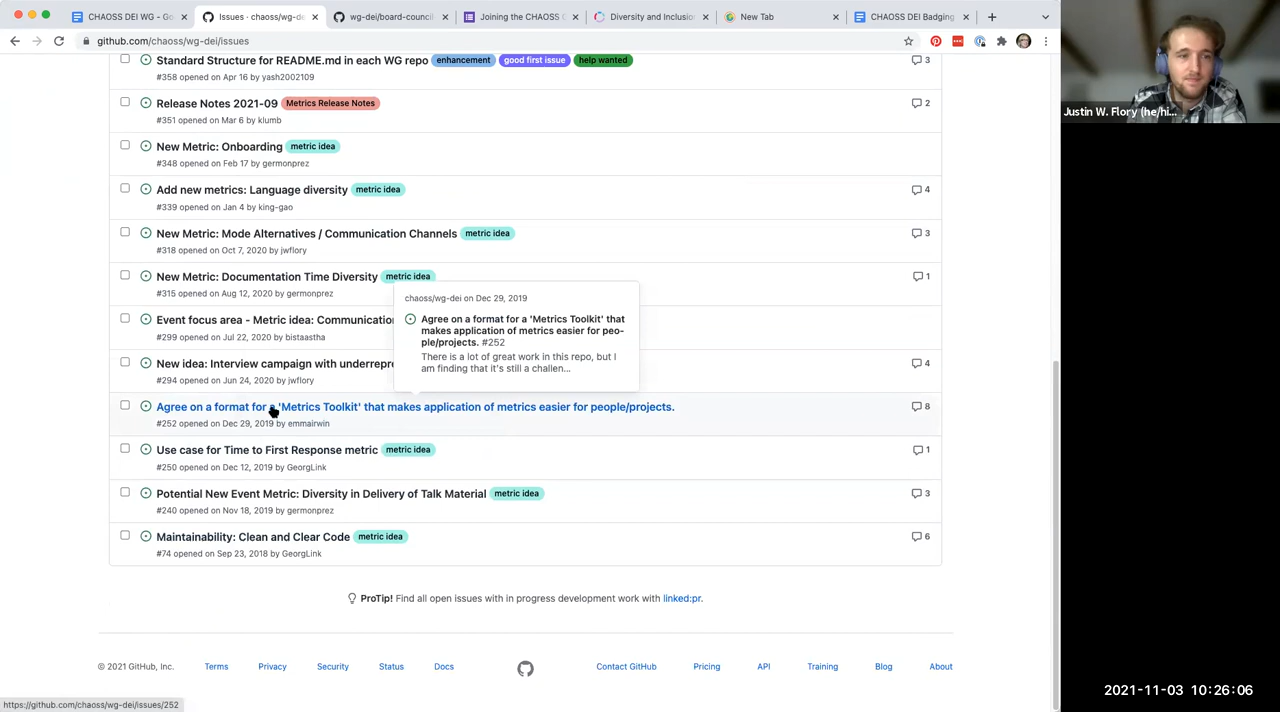 CHAOSS DEI WG - Go
Issues · chaoss/wg-de
wg-dei/board-council
Joining the CHAOSS D
Diversity and Inclusio
New Tab
CHAOSS DEI Badging
github.com/chaoss/wg-dei/issues
Standard Structure for README.md in each WG repo enhancement good first issue help wanted 3
#358 opened on Apr 16 by yash2002109
Release Notes 2021-09 Metrics Release Notes 2
#351 opened on Mar 6 by klumb
New Metric: Onboarding metric idea
#348 opened on Feb 17 by germonprez
Add new metrics: Language diversity metric idea 4
#339 opened on Jan 4 by king-gao
New Metric: Mode Alternatives / Communication Channels metric idea 3
#318 opened on Oct 7, 2020 by jwflory
New Metric: Documentation Time Diversity metric idea 1
#315 opened on Aug 12, 2020 by germonprez
Event focus area - Metric idea: Communication
#299 opened on Jul 22, 2020 by bistaastha
New idea: Interview campaign with underrepre 4
#294 opened on Jun 24, 2020 by jwflory
chaoss/wg-dei on Dec 29, 2019
Agree on a format for a 'Metrics Toolkit' that
makes application of metrics easier for peo-
ple/projects. #252
There is a lot of great work in this repo, but I
am finding that it's still a challen...
Agree on a format for a 'Metrics Toolkit' that makes application of metrics easier for people/projects. 8
#252 opened on Dec 29, 2019 by emmairwin
Use case for Time to First Response metric metric idea 1
#250 opened on Dec 12, 2019 by GeorgLink
Potential New Event Metric: Diversity in Delivery of Talk Material metric idea 3
#240 opened on Nov 18, 2019 by germonprez
Maintainability: Clean and Clear Code metric idea 6
#74 opened on Sep 23, 2018 by GeorgLink
ProTip! Find all open issues with in progress development work with linked:pr.
© 2021 GitHub, Inc. Terms Privacy Security Status Docs Contact GitHub Pricing API Training Blog About
https://github.com/chaoss/wg-dei/issues/252
Justin W. Flory (he/hi...
2021-11-03 10:26:06